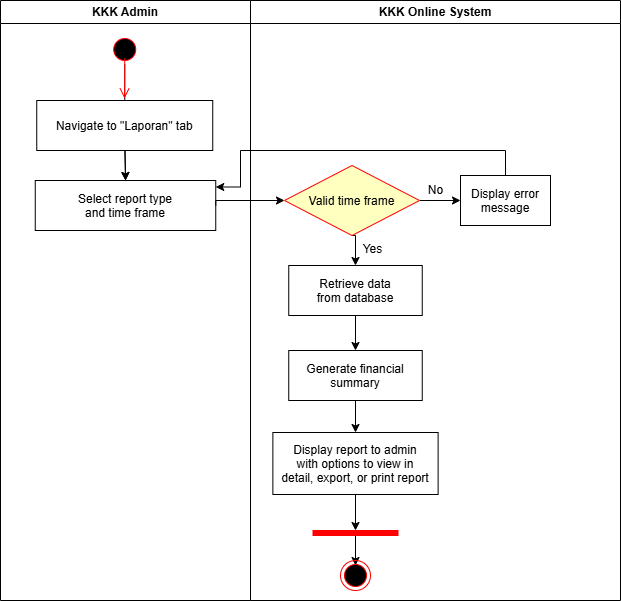 KKK Admin
KKK Online System
Navigate to "Laporan" tab
Select report type
and time frame
Valid time frame
No
Display error
message
Yes
Retrieve data
from database
Generate financial
summary
Display report to admin
with options to view in
detail, export, or print report